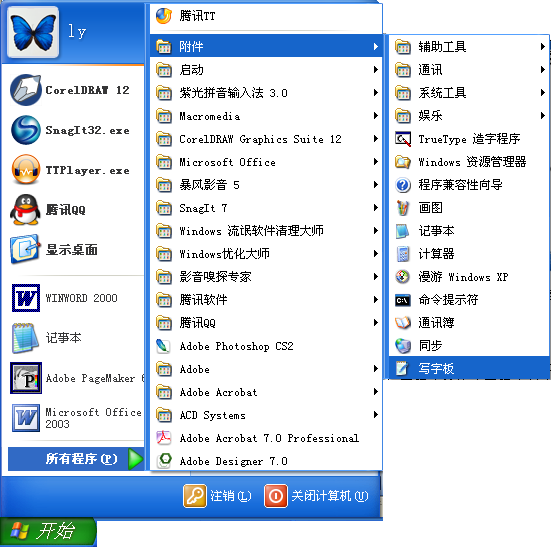 ly
CorelDRAW 12
SnagIt32.exe
TTPlayer.exe
腾讯QQ
显示桌面
WINWORD 2000
记事本
Adobe PageMaker 6
Microsoft Office
2003
所有程序(P)
腾讯TT
附件
启动
紫光拼音输入法 3.0
Macromedia
CorelDRAW Graphics Suite 12
Microsoft Office
暴风影音 5
SnagIt 7
Windows 流氓软件清理大师
Windows优化大师
影音嗅探专家
腾讯软件
腾讯QQ
Adobe Photoshop CS2
Adobe
Adobe Acrobat
ACD Systems
Adobe Acrobat 7.0 Professional
Adobe Designer 7.0
辅助工具
通讯
系统工具
娱乐
TrueType 造字程序
Windows 资源管理器
程序兼容性向导
画图
记事本
计算器
漫游 Windows XP
命令提示符
通讯簿
同步
写字板
注销(L)
关闭计算机(U)
开始